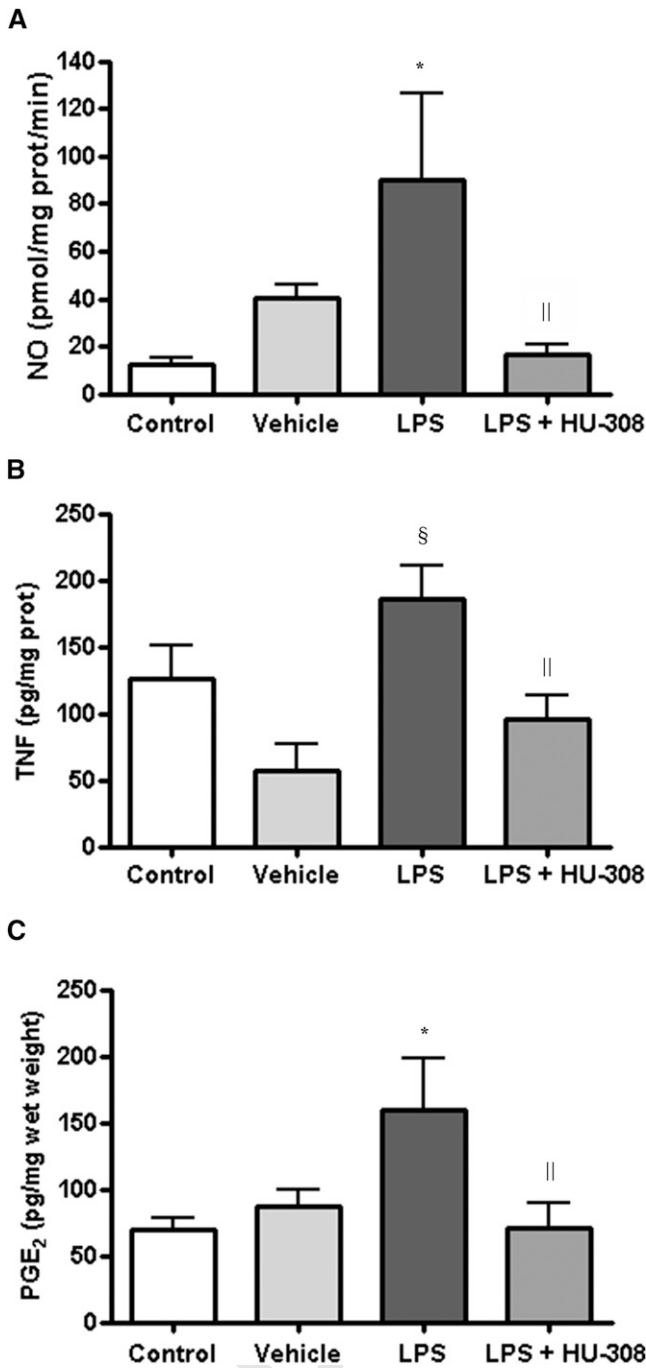 A
NO (pmol/mg prot/min)
140
120
100
80
60
40
20
0
*
||
Control Vehicle LPS LPS + HU-308
B
TNF (pg/mg prot)
250
200
150
100
50
0
§
||
Control Vehicle LPS LPS + HU-308
C
PGE₂ (pg/mg wet weight)
250
200
150
100
50
0
*
||
Control Vehicle LPS LPS + HU-308